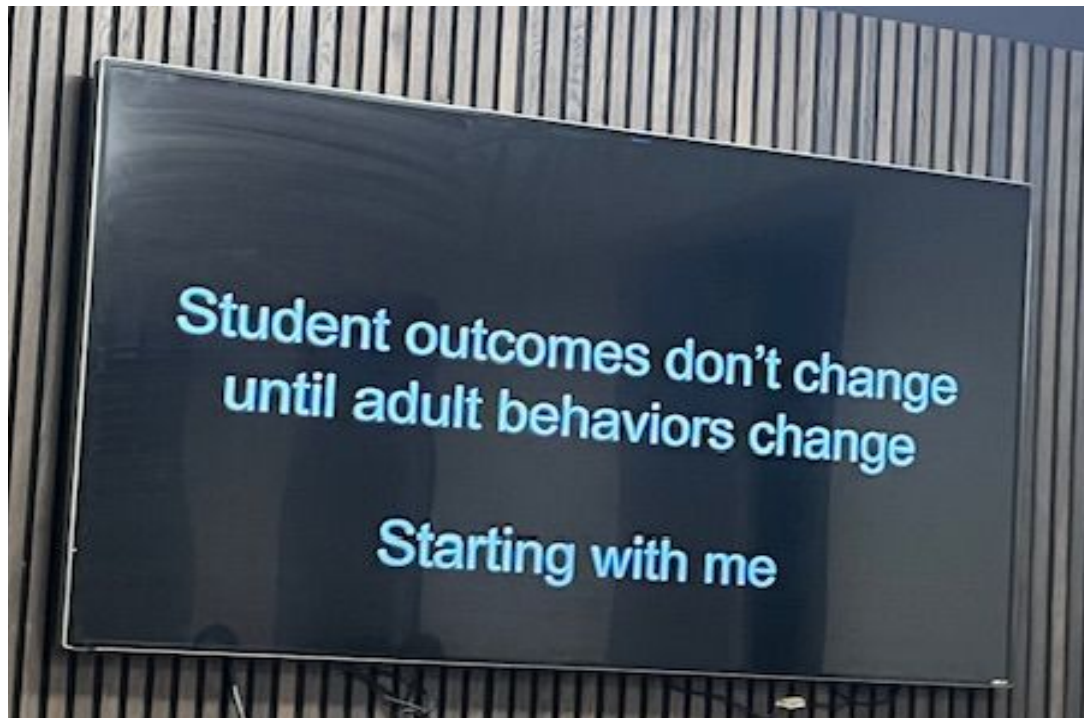 Student outcomes don't change
until adult behaviors change
Starting with me